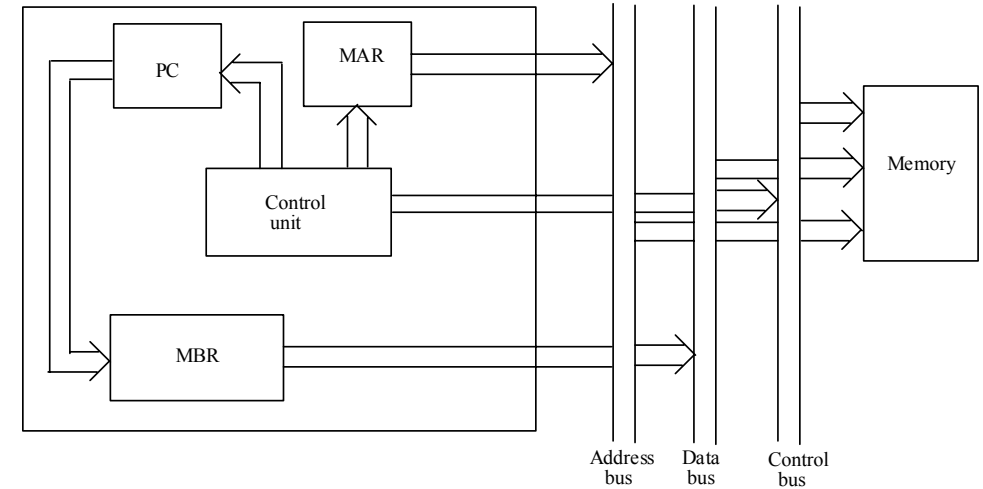 PC
MAR
Control
unit
Memory
MBR
Address
bus
Data
bus
Control
bus